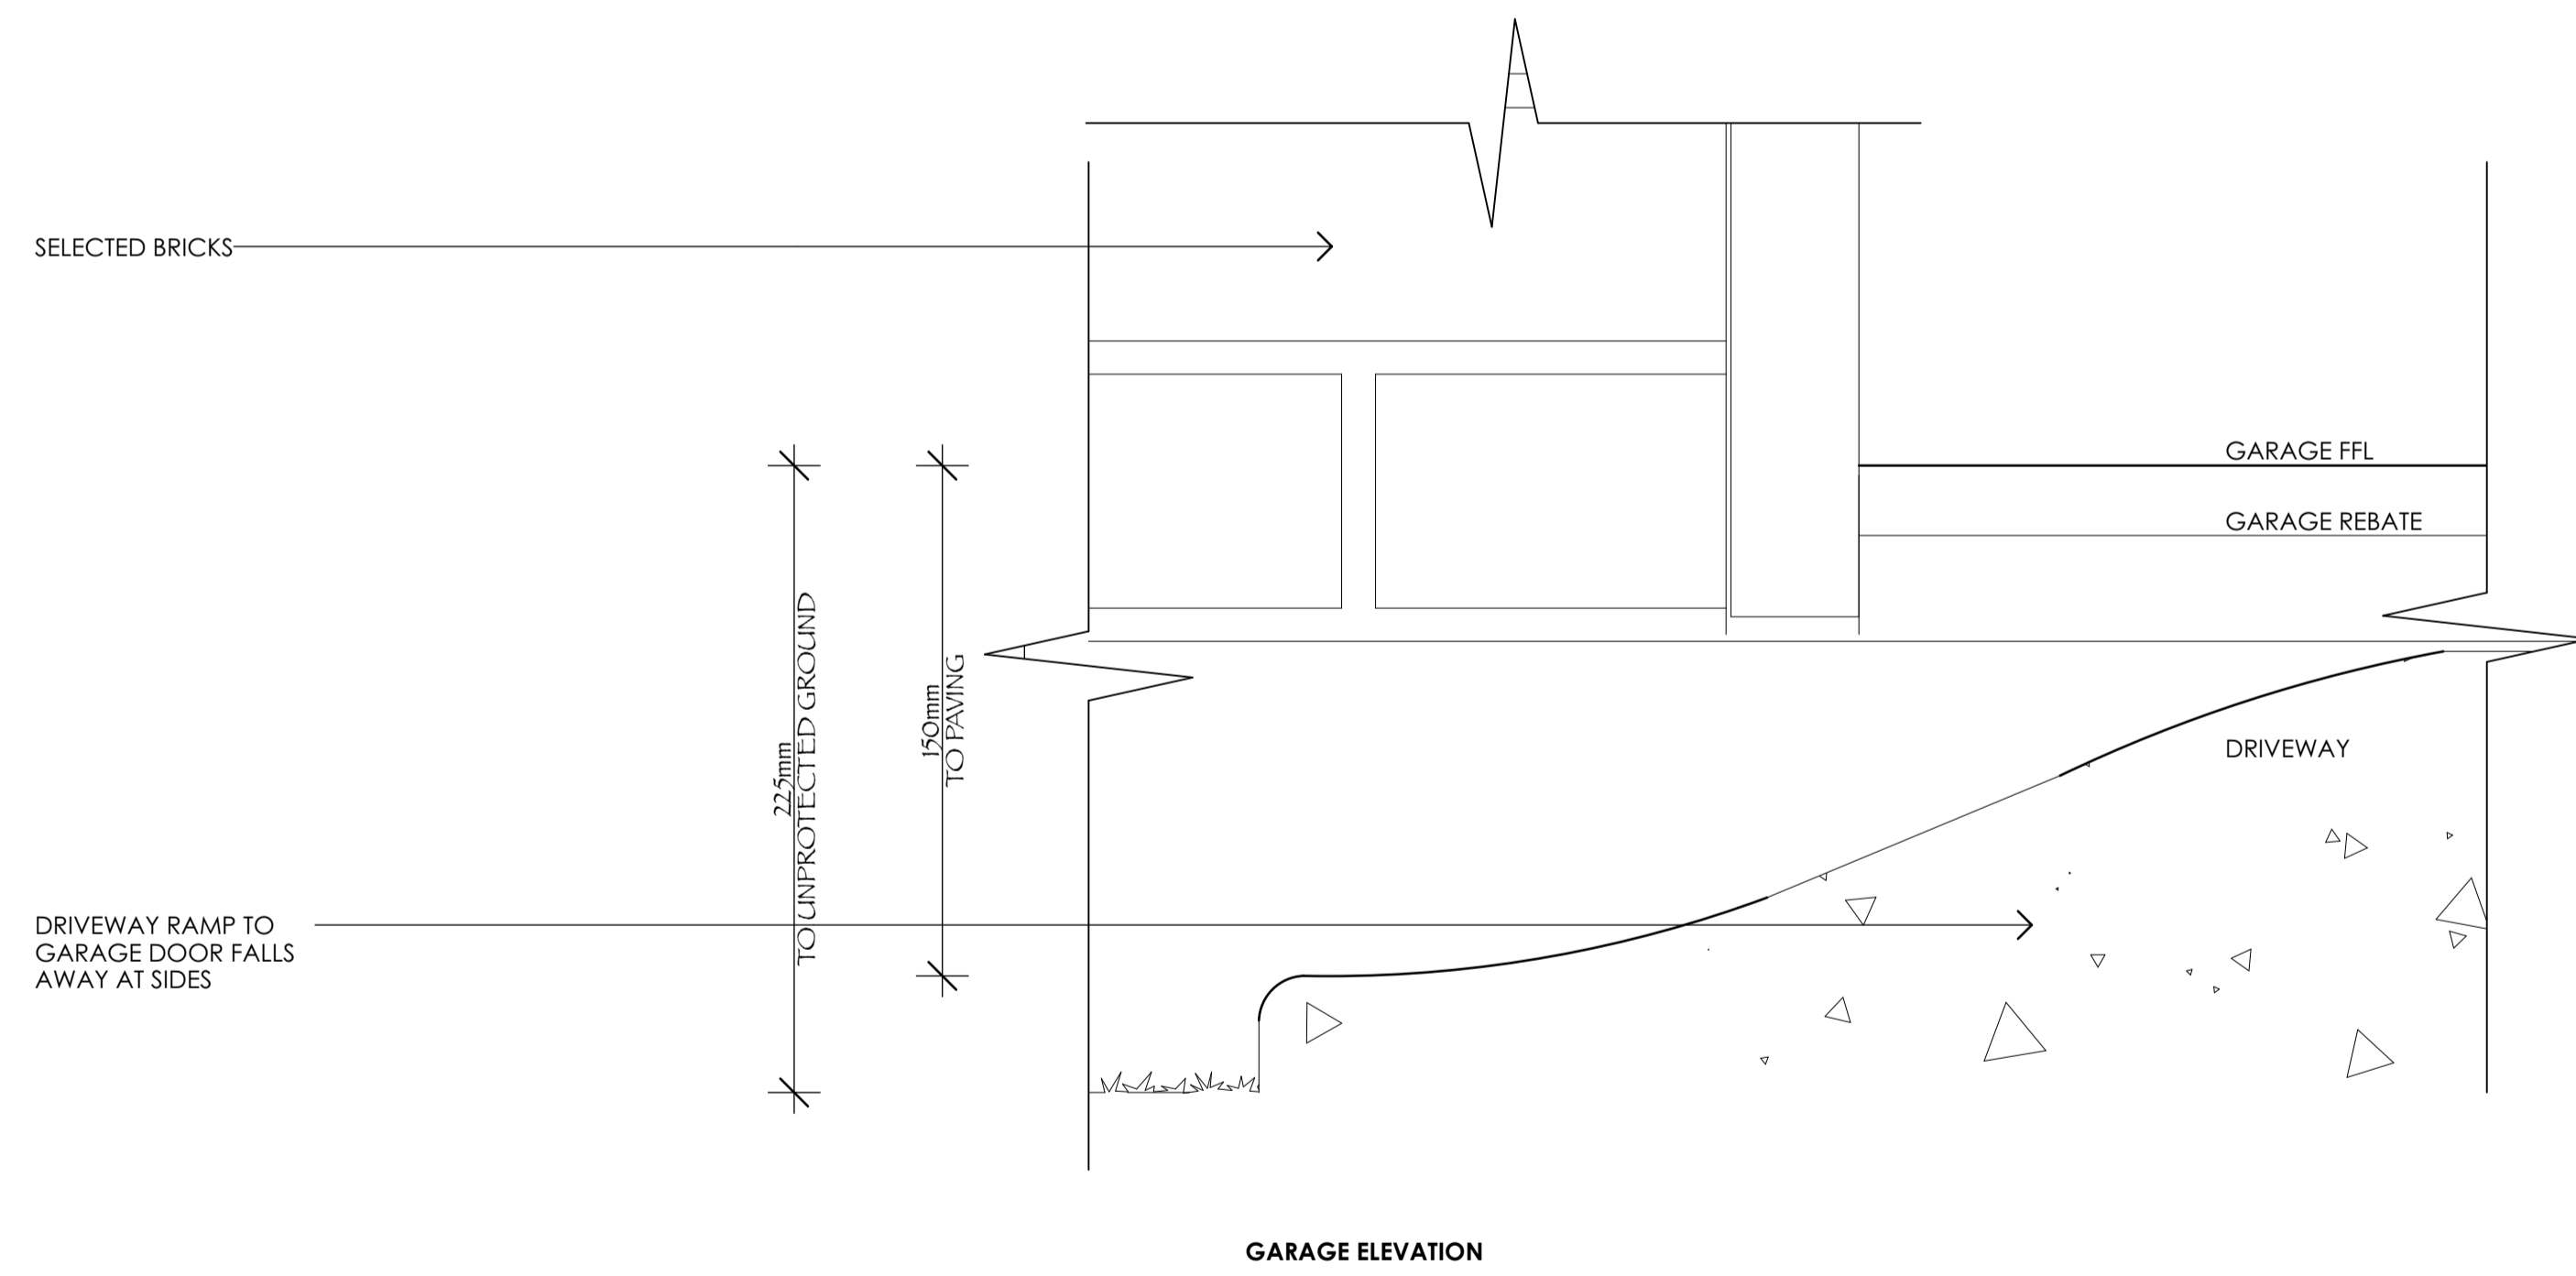 SELECTED BRICKS
GARAGE FFL
GARAGE REBATE
225mm
TO UNPROTECTED GROUND
150mm
TO PAVING
DRIVEWAY
DRIVEWAY RAMP TO
GARAGE DOOR FALLS
AWAY AT SIDES
GARAGE ELEVATION